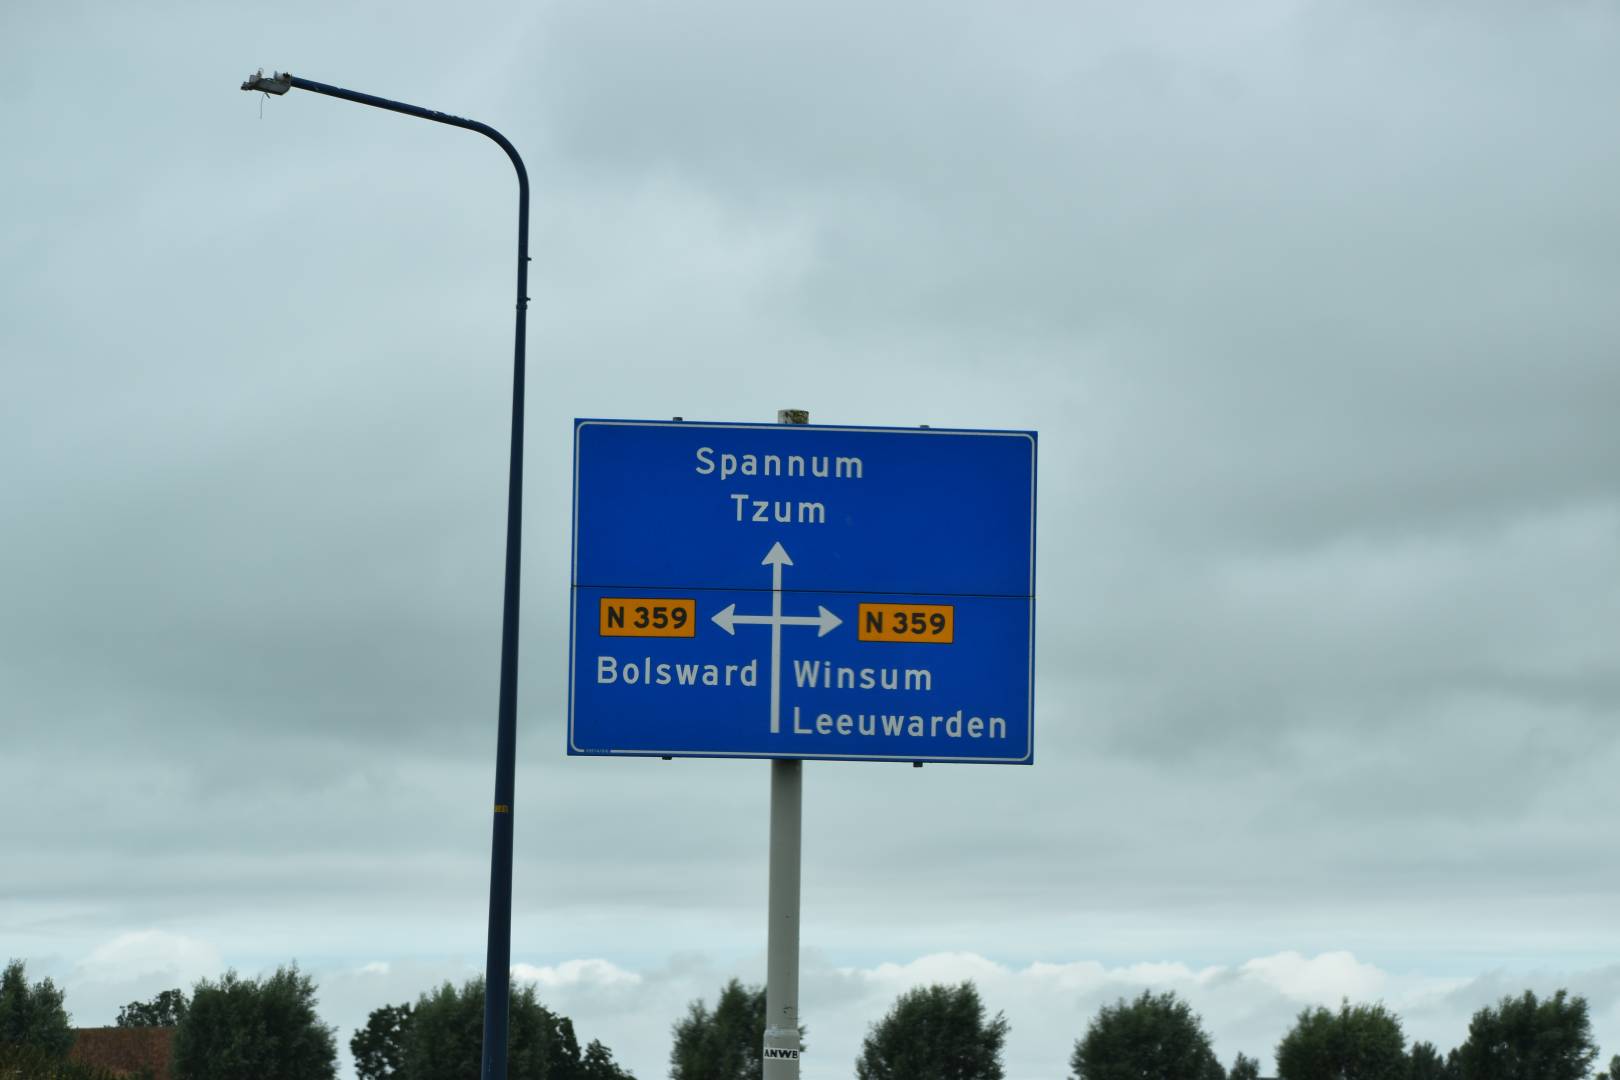 Spannum
Tzum
N 359
N 359
Bolsward
Winsum
Leeuwarden
ANWB